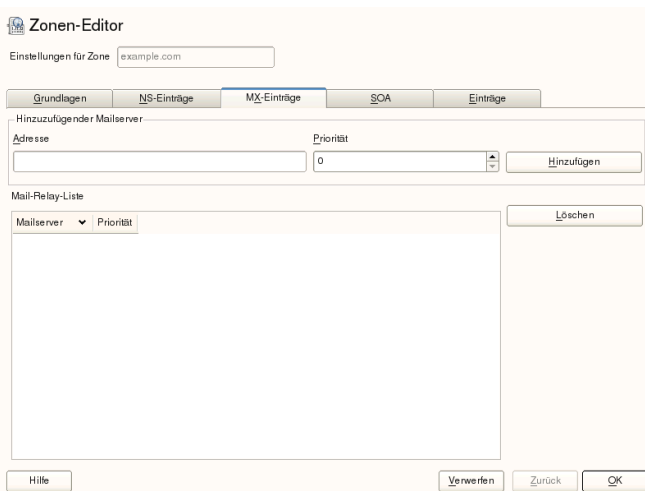 Zonen-Editor
Einstellungen für Zone example.com
Grundlagen NS-Einträge MX-Einträge SOA Einträge
Hinzuzufügender Mailserver
Adresse Priorität
0 Hinzufügen
Mail-Relay-Liste
Löschen
Mailserver Priorität
Hilfe Verwerfen Zurück OK